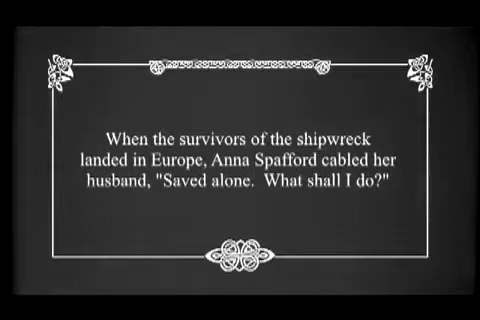 When the survivors of the shipwreck
landed in Europe, Anna Spafford cabled her
husband, "Saved alone.  What shall I do?"